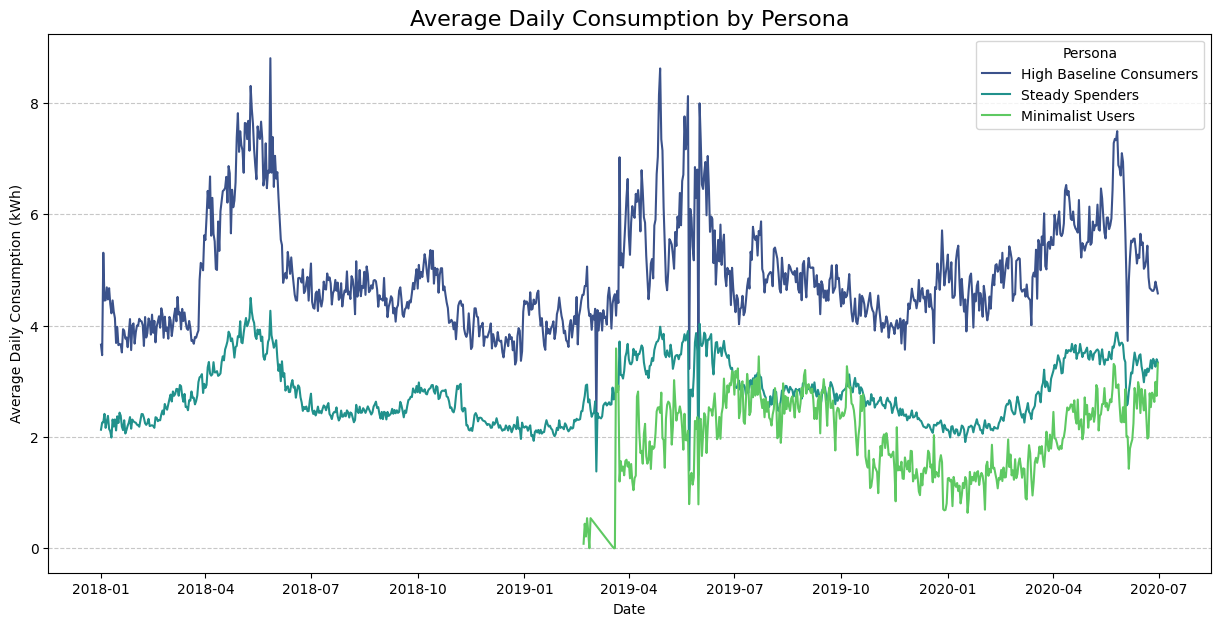 Average Daily Consumption by Persona
Persona
High Baseline Consumers
Steady Spenders
Minimalist Users
Average Daily Consumption (kWh)
8
6
4
2
0
2018-01 2018-04 2018-07 2018-10 2019-01 2019-04 2019-07 2019-10 2020-01 2020-04 2020-07
Date